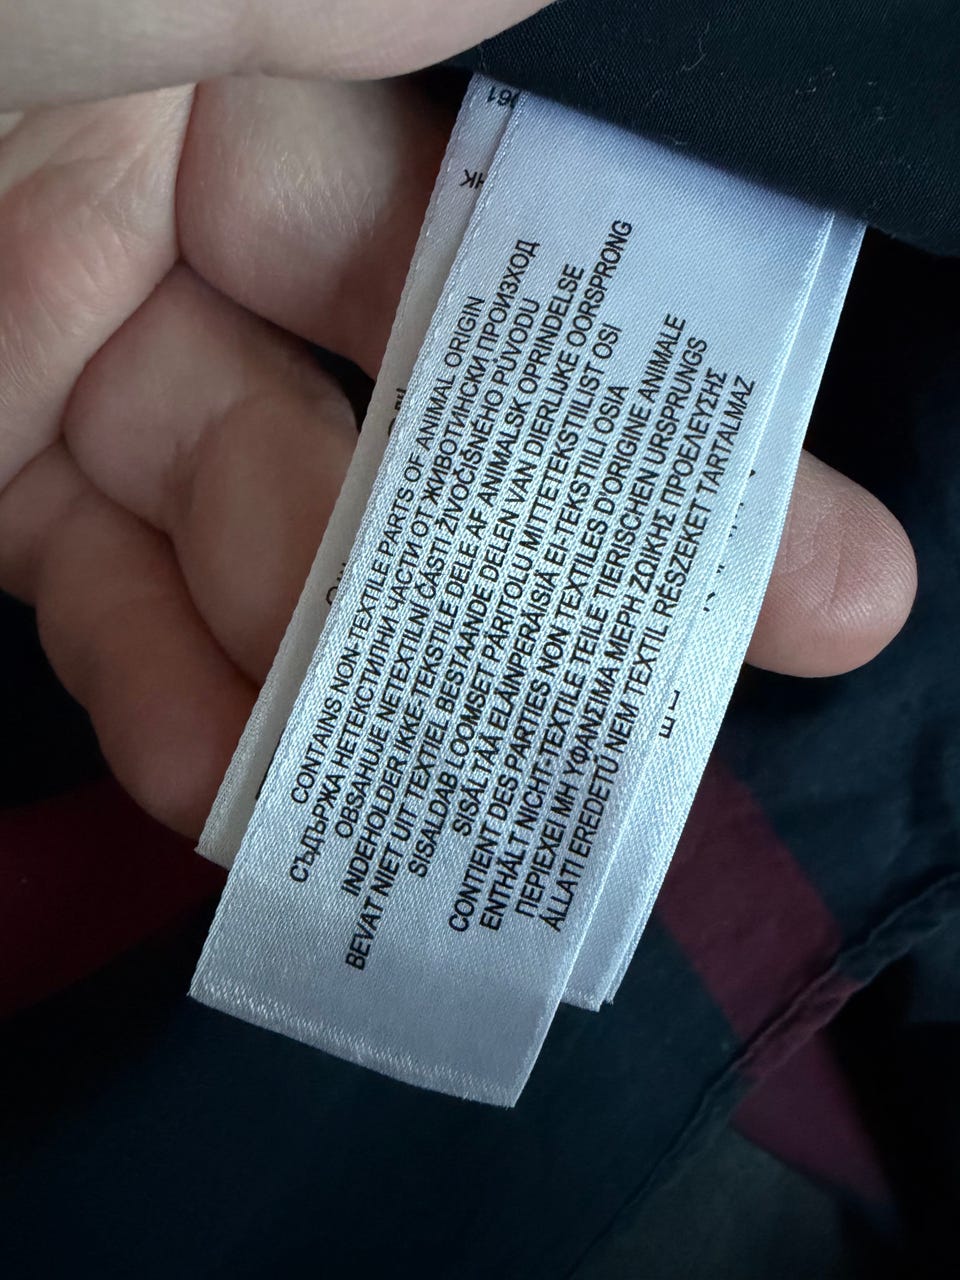 CONTAINS NON-TEXTILE PARTS OF ANIMAL ORIGIN
СЪДЪРЖА НЕТЕКСТИЛНИ ЧАСТИ ОТ ЖИВОТИНСКИ ПРОИЗХОД
OBSAHUJE NETEXTILNÍ ČÁSTI ŽIVOČIŠNÉHO PŮVODU
INDEHOLDER IKKE-TEKSTILE DELE AF ANIMALSK OPRINDELSE
BEVAT NIET UIT TEXTIEL BESTAANDE DELEN VAN DIERLIJKE OORSPRONG
SISALDAB LOOMSET PÄRITOLU MITTETEKSTIILIST OSI
SISÄLTÄÄ ELÄINPERÄISIÄ EI-TEKSTIILI OSIA
CONTIENT DES PARTIES NON TEXTILES D'ORIGINE ANIMALE
ENTHÄLT NICHT-TEXTILE TEILE TIERISCHEN URSPRUNGS
ΠΕΡΙΕΧΕΙ ΜΗ ΥΦΑΝΣΙΜΑ ΜΕΡΗ ΖΩΙΚΗΣ ΠΡΟΕΛΕΥΣΗΣ
ÁLLATI EREDETŰ NEM TEXTIL RÉSZEKET TARTALMAZ